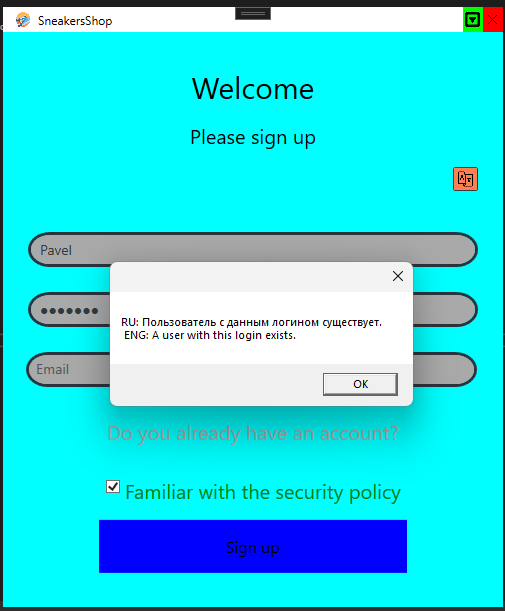 SneakersShop
Welcome
Please sign up
Pavel
●●●●●●●
RU: Пользователь с данным логином существует.
ENG: A user with this login exists.
OK
Email
Do you already have an account?
Familiar with the security policy
Sign up